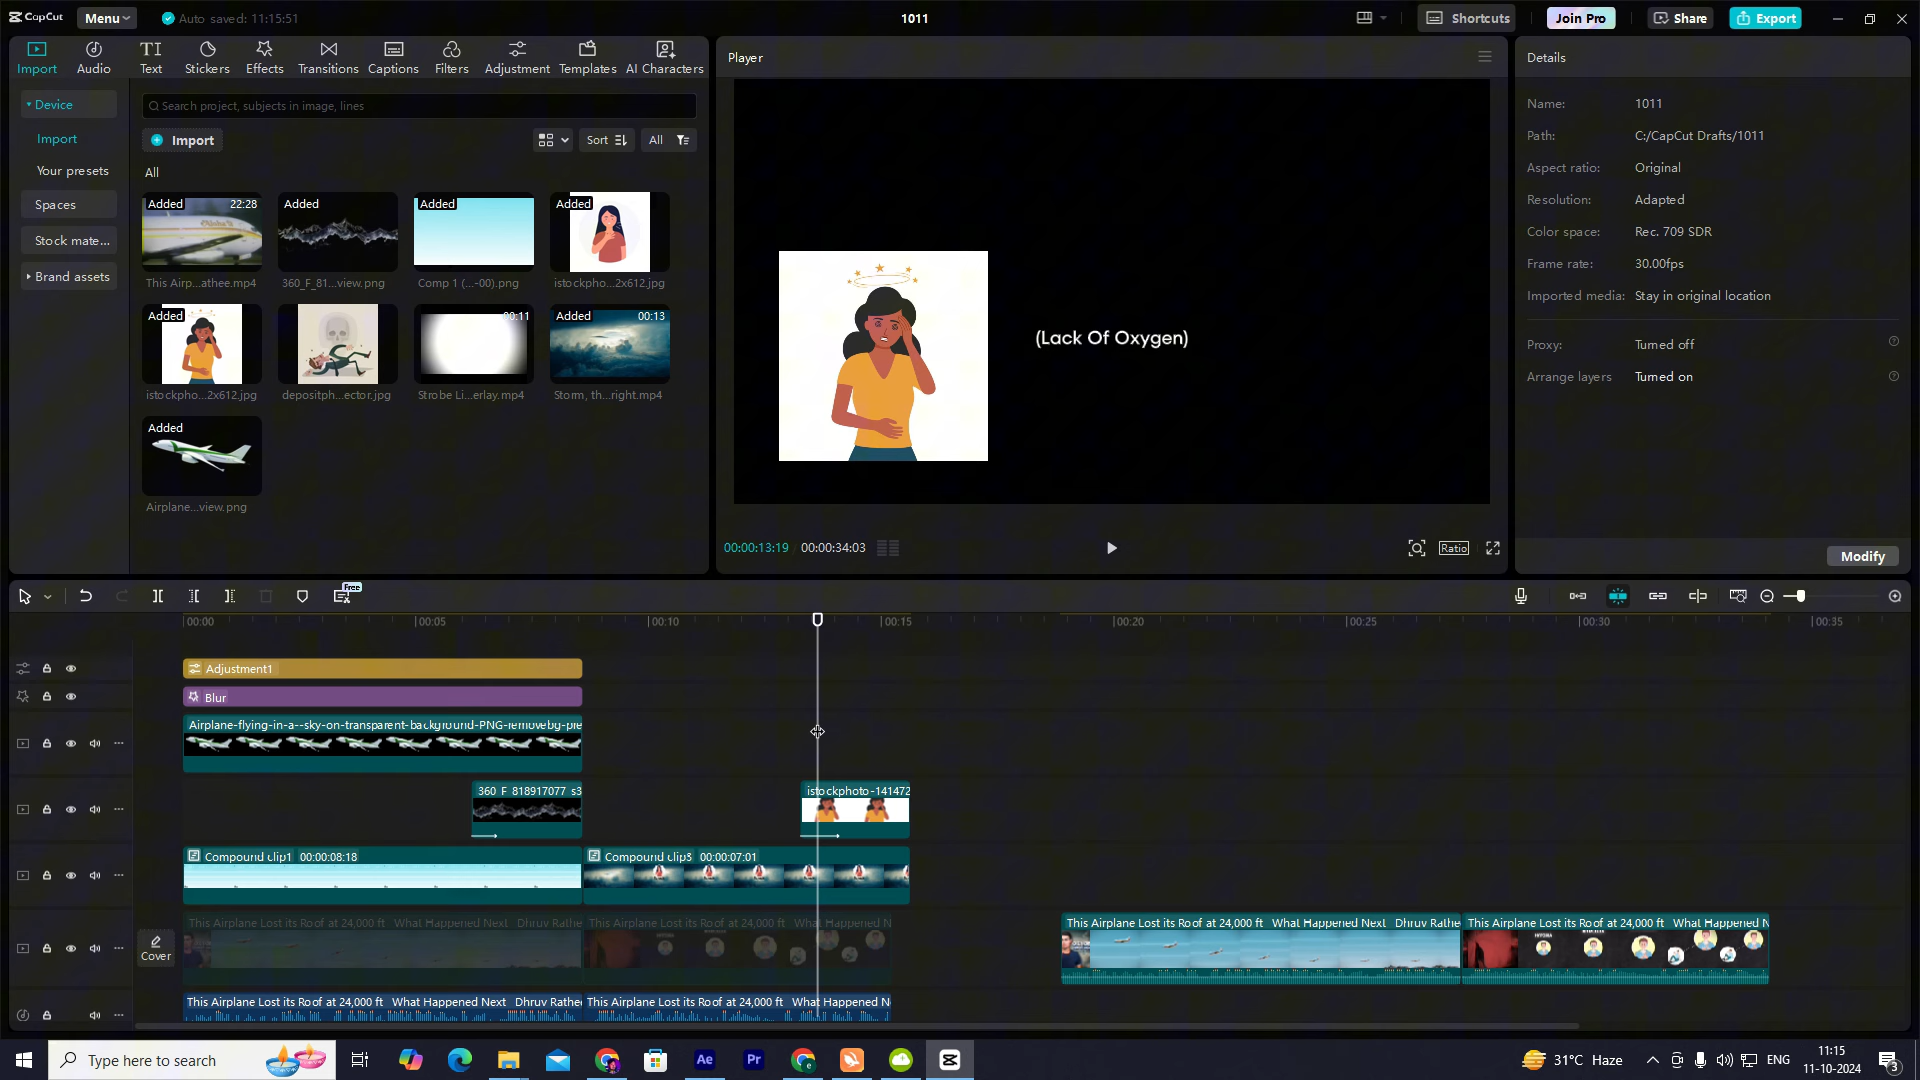 CapCut
Menu
Auto saved: 11:15:51
1011
Shortcuts
Join Pro
Share
Export
Import
Audio
TI
Text
Stickers
Effects
Transitions
Captions
Filters
Adjustment
Templates
AI Characters
Device
Import
Your presets
Spaces
Stock mate...
Brand assets
Search project, subjects in image, lines
Import
Sort
All
All
Added
22:28
This Airp...athee.mp4
Added
360_F_81...view.png
Added
Comp 1 (...-00).png
Added
istockpho...2x612.jpg
Added
istockpho...2x612.jpg
depositph...ector.jpg
00:11
Strobe Li...erlay.mp4
Added
00:13
Storm, th...right.mp4
Added
Airplane...view.png
Player
(Lack Of Oxygen)
00:00:13:19
00:00:34:03
Ratio
Details
Name: 1011
Path: C:/CapCut Drafts/1011
Aspect ratio: Original
Resolution: Adapted
Color space: Rec. 709 SDR
Frame rate: 30.00fps
Imported media: Stay in original location
Proxy: Turned off
Arrange layers Turned on
Modify
Free
00:00
00:05
00:10
00:15
00:20
00:25
00:30
00:35
Adjustment1
Blur
Airplane-flying-in-a--sky-on-transparent-background-PNG-removebg-pre
360_F_818917077_s3
istockphoto-141472
Compound clip1 00:00:08:18
Compound clip3 00:00:07:01
Cover
This Airplane Lost its Roof at 24,000 ft What Happened Next Dhruv Rathe
This Airplane Lost its Roof at 24,000 ft What Happened N
This Airplane Lost its Roof at 24,000 ft What Happened Next Dhruv Rathe
This Airplane Lost its Roof at 24,000 ft What Happened N
This Airplane Lost its Roof at 24,000 ft What Happened Next Dhruv Rathe
This Airplane Lost its Roof at 24,000 ft What Happened N
Type here to search
Ae
Pr
31°C Haze
ENG
11:15
11-10-2024
3